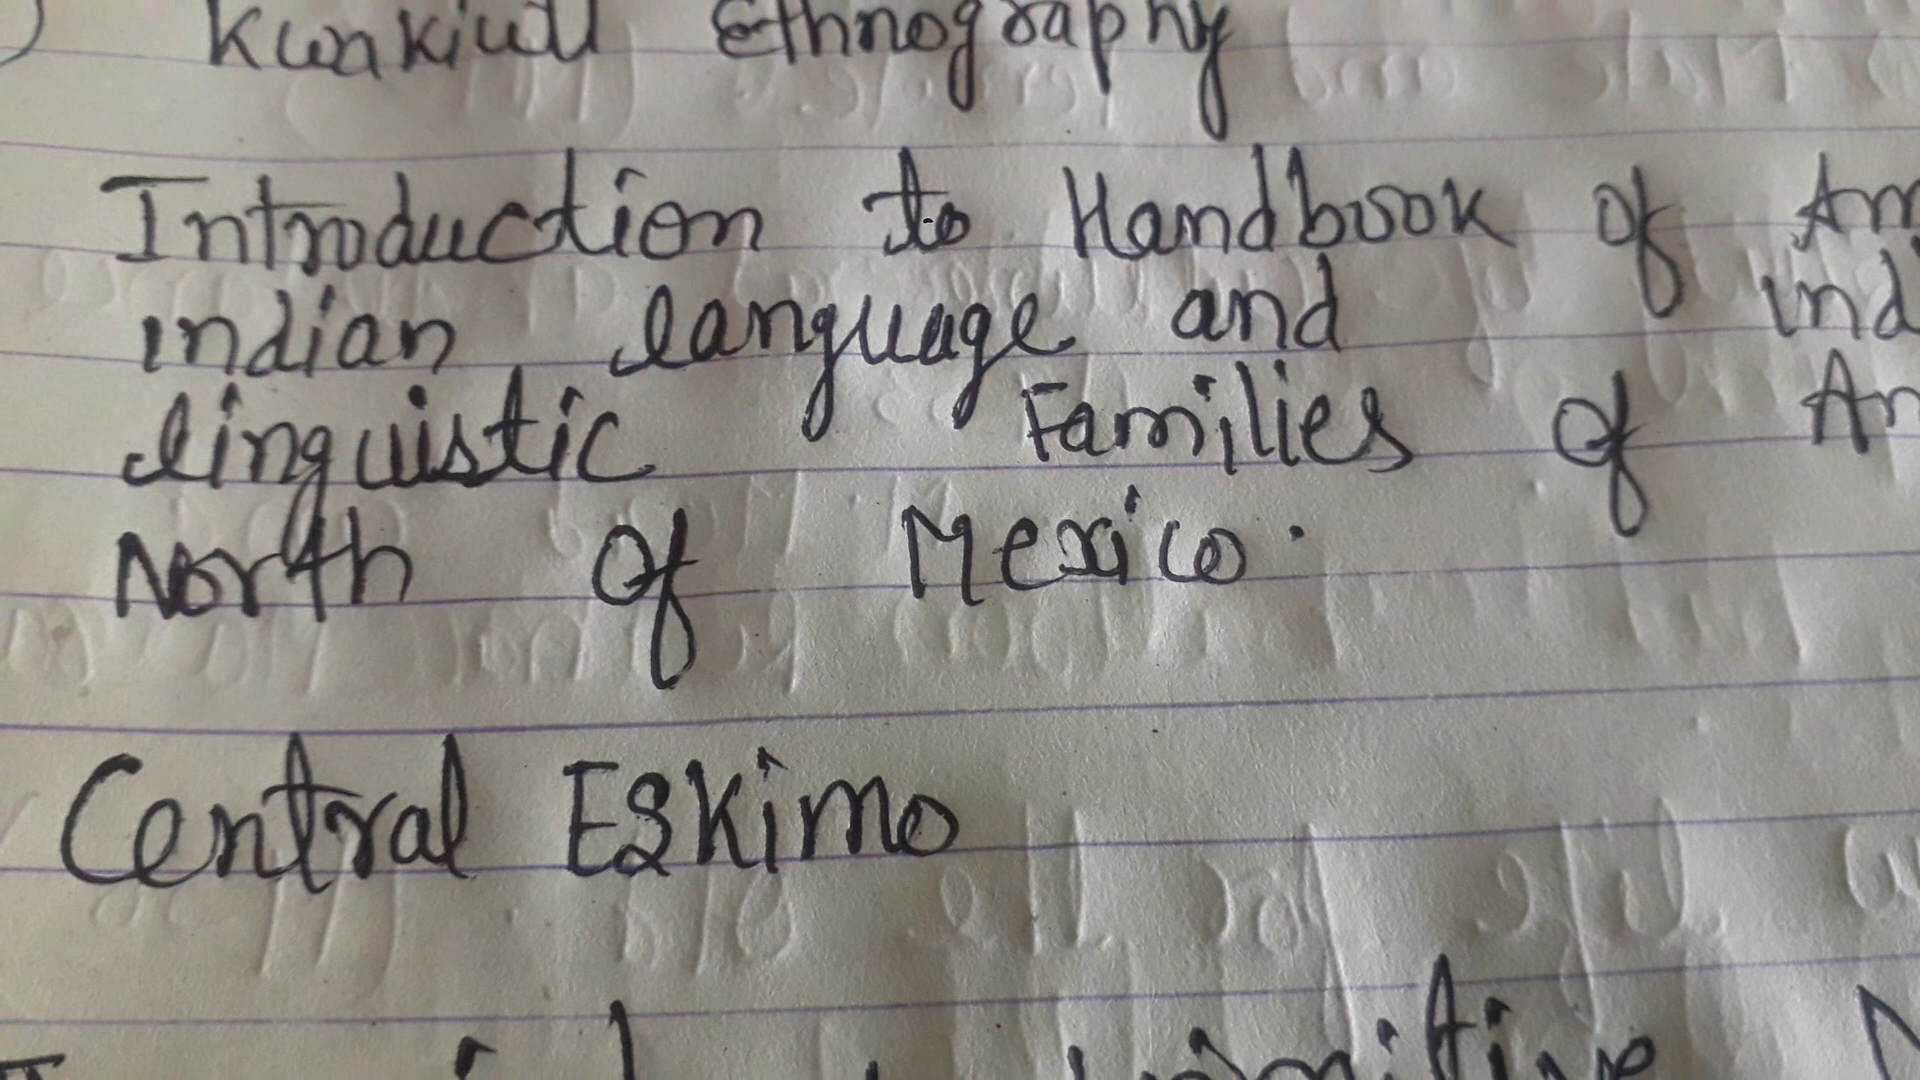 Kwakiutl Ethnography
Introduction to Handbook of Am
indian language and ind
linguistic Families of Am
North of Mexico.
Central Eskimo
primitive